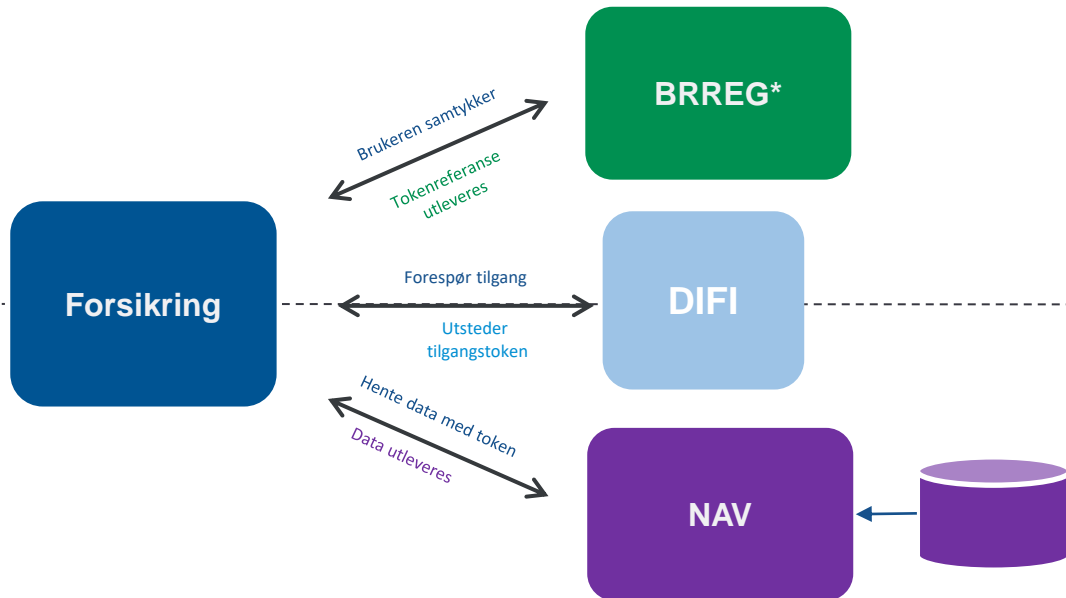 BRREG*
Brukeren samtykker
Tokenreferanse
utleveres
Forsikring
Forespør tilgang
DIFI
Utsteder
tilgangstoken
Hente data med token
Data utleveres
NAV